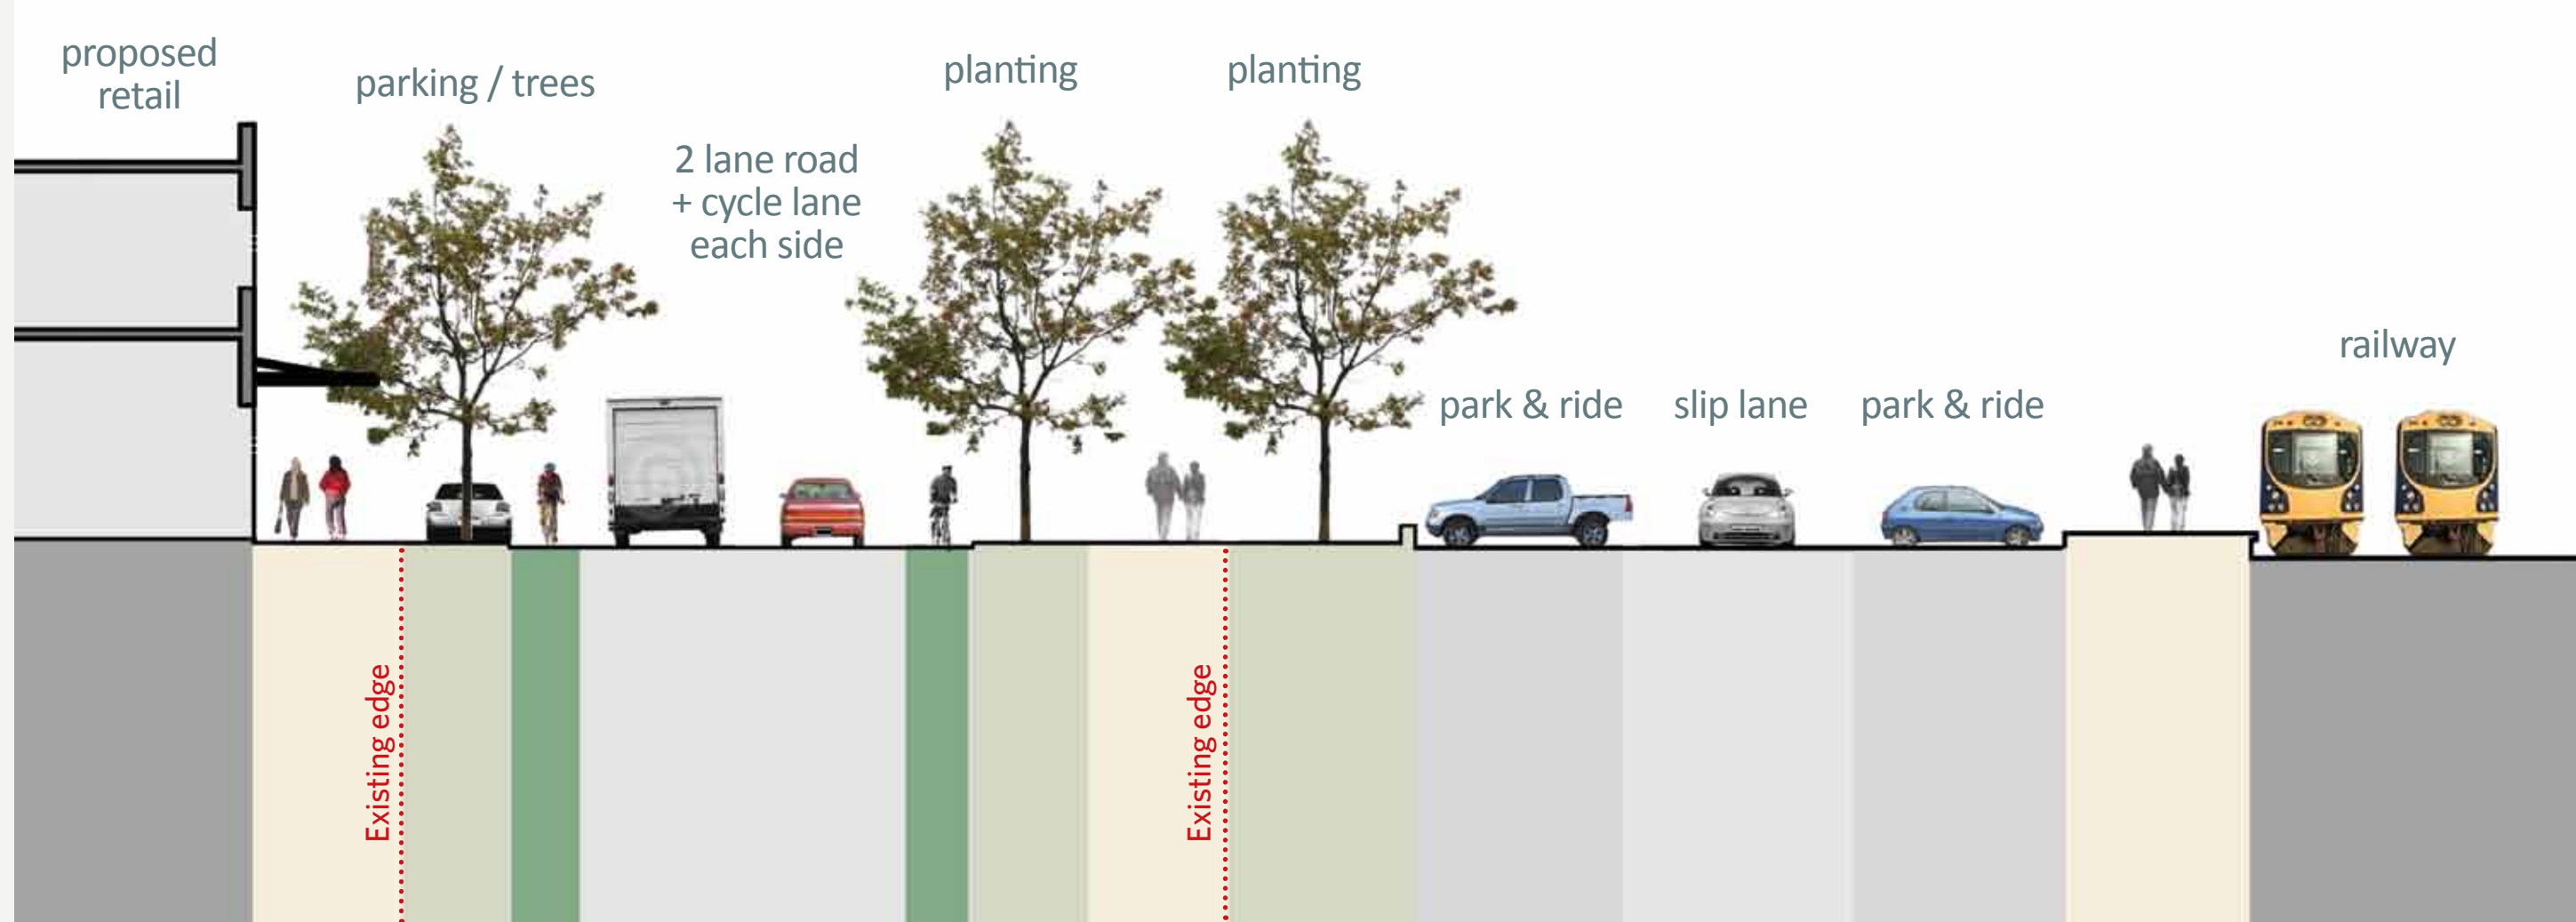 proposed
retail
parking / trees
2 lane road
+ cycle lane
each side
planting
planting
park & ride
slip lane
park & ride
railway
Existing edge
Existing edge